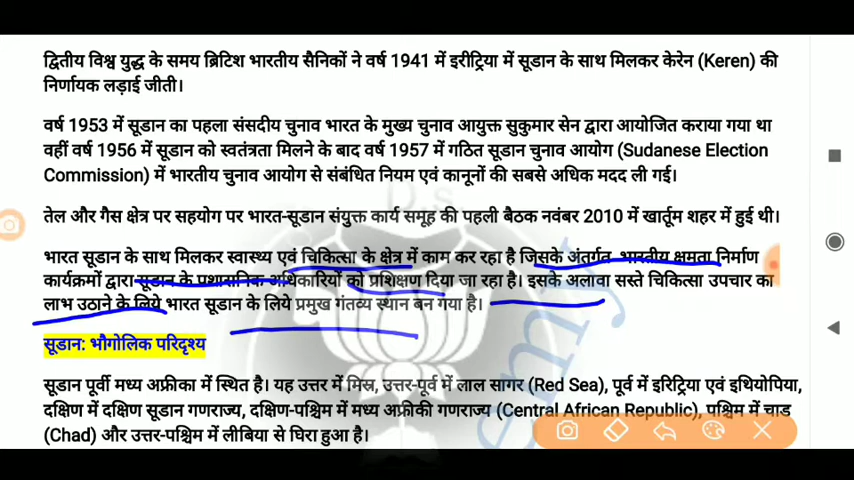 द्वितीय विश्व युद्ध के समय ब्रिटिश भारतीय सैनिकों ने वर्ष 1941 में इरीट्रिया में सूडान के साथ मिलकर केरेन (Keren) की
निर्णायक लड़ाई जीती।
वर्ष 1953 में सूडान का पहला संसदीय चुनाव भारत के मुख्य चुनाव आयुक्त सुकुमार सेन द्वारा आयोजित कराया गया था
वहीं वर्ष 1956 में सूडान को स्वतंत्रता मिलने के बाद वर्ष 1957 में गठित सूडान चुनाव आयोग (Sudanese Election
Commission) में भारतीय चुनाव आयोग से संबंधित नियम एवं कानूनों की सबसे अधिक मदद ली गई।
तेल और गैस क्षेत्र पर सहयोग पर भारत-सूडान संयुक्त कार्य समूह की पहली बैठक नवंबर 2010 में खार्तूम शहर में हुई थी।
भारत सूडान के साथ मिलकर स्वास्थ्य एवं चिकित्सा के क्षेत्र में काम कर रहा है जिसके अंतर्गत भारतीय क्षमता निर्माण
कार्यक्रमों द्वारा सूडान के प्रशासनिक अधिकारियों को प्रशिक्षण दिया जा रहा है। इसके अलावा सस्ते चिकित्सा उपचार का
लाभ उठाने के लिये भारत सूडान के लिये प्रमुख गंतव्य स्थान बन गया है।
सूडान: भौगोलिक परिदृश्य
सूडान पूर्वी मध्य अफ्रीका में स्थित है। यह उत्तर में मिस्र, उत्तर-पूर्व में लाल सागर (Red Sea), पूर्व में इरिट्रिया एवं इथियोपिया,
दक्षिण में दक्षिण सूडान गणराज्य, दक्षिण-पश्चिम में मध्य अफ्रीकी गणराज्य (Central African Republic), पश्चिम में चाड
(Chad) और उत्तर-पश्चिम में लीबिया से घिरा हुआ है।